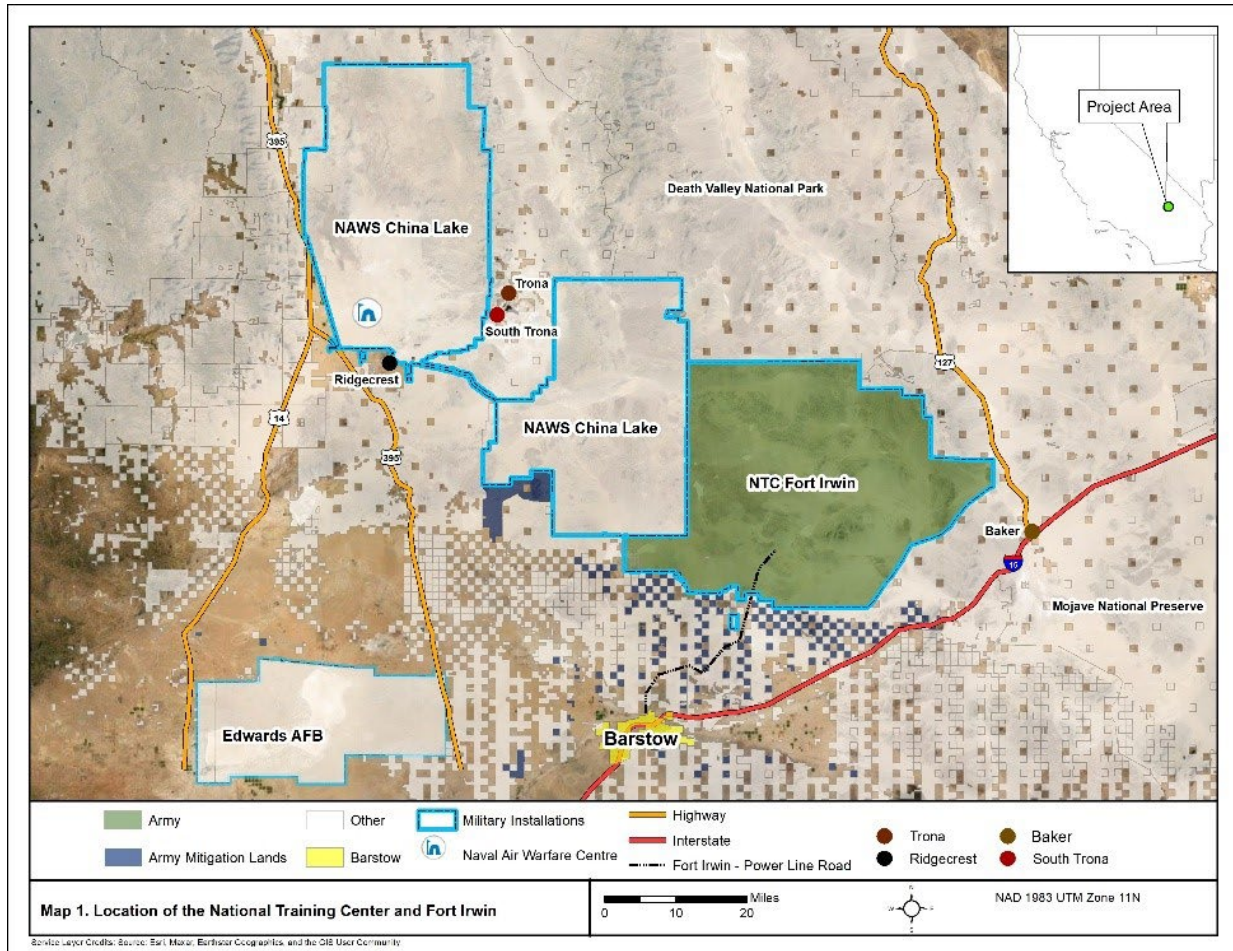 Project Area
395
Death Valley National Park
NAWS China Lake
Trona
South Trona
Ridgecrest
127
14
NAWS China Lake
395
NTC Fort Irwin
Baker
15
Mojave National Preserve
Edwards AFB
Barstow
Army
Other
Military Installations
Highway
Interstate
Trona
Baker
Army Mitigation Lands
Barstow
Naval Air Warfare Centre
Fort Irwin - Power Line Road
Ridgecrest
South Trona
Map 1. Location of the National Training Center and Fort Irwin
Miles
0 5 10 20
N
W E
S
NAD 1983 UTM Zone 11N
Service Layer Credits: Source: Esri, Maxar, Earthstar Geographics, and the GIS User Community